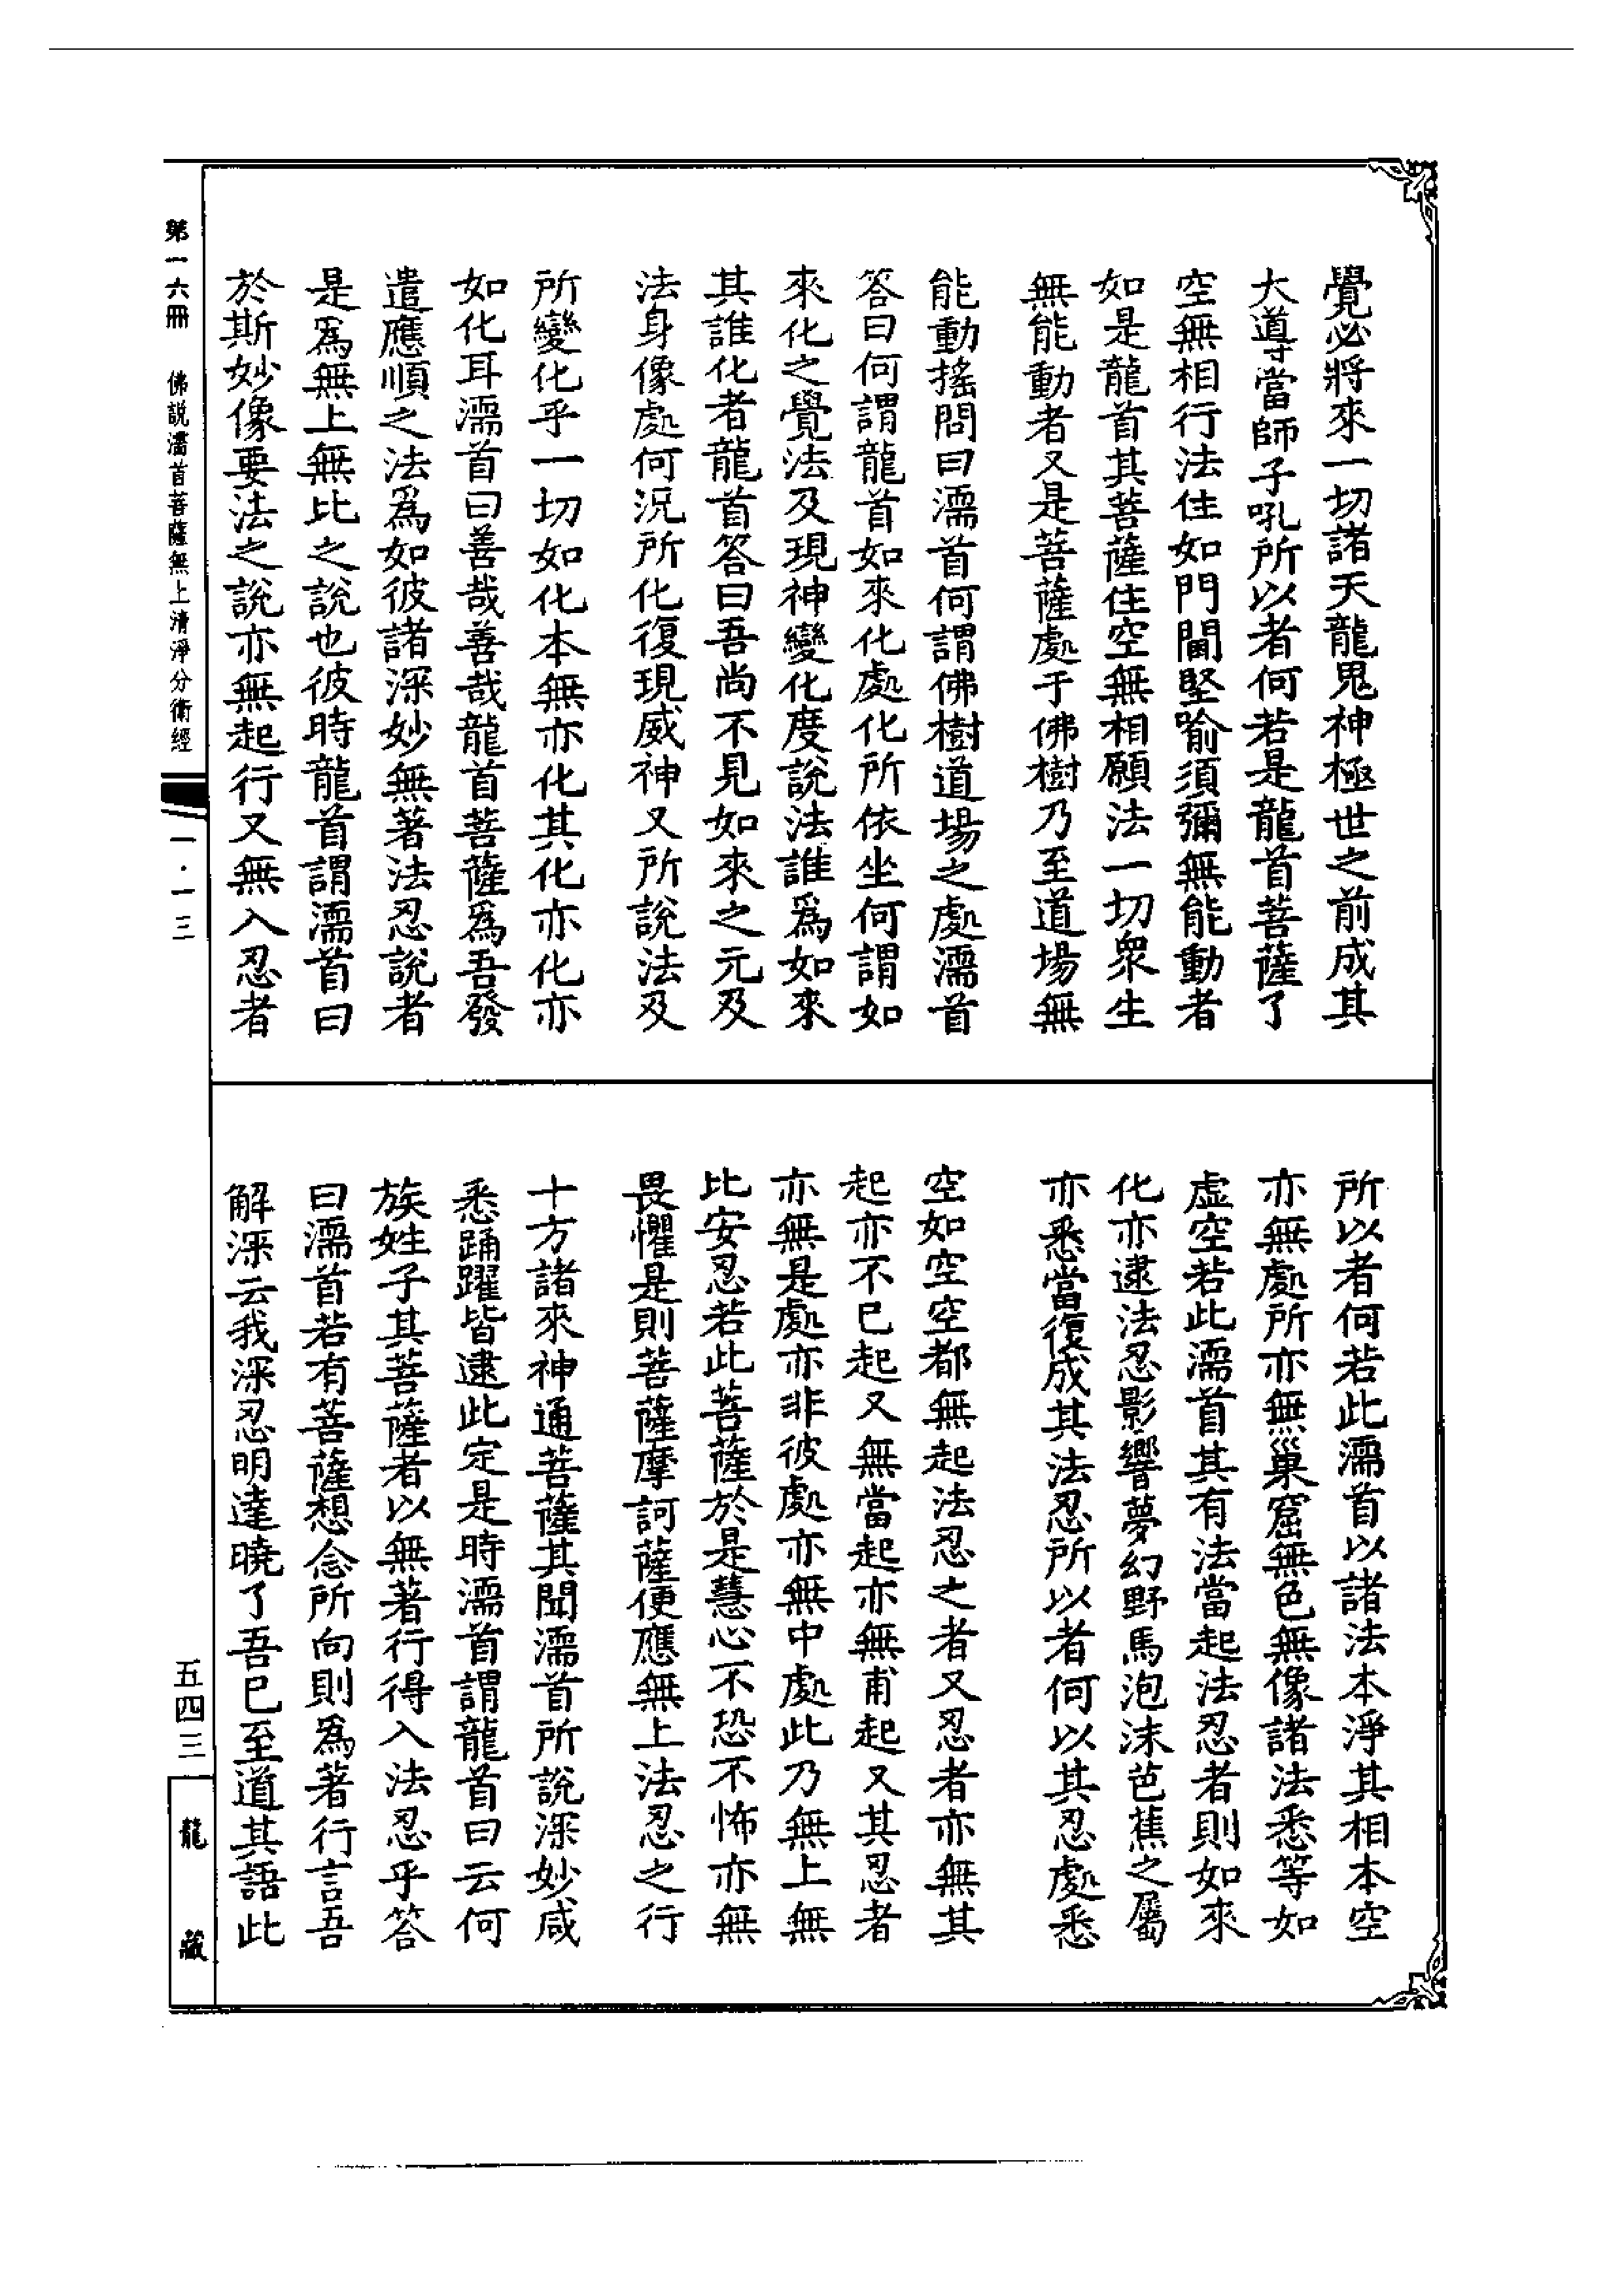 覺必將來一切諸天龍鬼神極世之前成其
大導當師子吼所以者何若是龍首菩薩了
空無相行法住如門閫堅喻須彌無能動者
如是龍首其菩薩住空無相願法一切衆生
無能動者又是菩薩處于佛樹乃至道場無
能動搖問曰濡首何謂佛樹道場之處濡首
答曰何謂龍首如來化處化所依坐何謂如
來化之覺法及現神變化度說法誰爲如來
其誰化者龍首答曰吾尚不見如來之元及
法身像處何況所化復現威神又所說法及
所變化乎一切如化本無亦化其化亦化亦
如化耳濡首曰善哉善哉龍首菩薩爲吾發
遣應順之法爲如彼諸深妙無著法忍說者
是爲無上無比之說也彼時龍首謂濡首曰
於斯妙像要法之說亦無起行又無入忍者
所以者何若此濡首以諸法本淨其相本空
亦無處所亦無巢窟無色無像諸法悉等如
虛空若此濡首其有法當起法忍者則如來
化亦逮法忍影響夢幻野馬泡沫芭蕉之屬
亦悉當復成其法忍所以者何以其忍處悉
空如空空都無起法忍之者又忍者亦無其
起亦不已起又無當起亦無甫起又其忍者
亦無是處亦非彼處亦無中處此乃無上無
比安忍若此菩薩於是慧心不恐不怖亦無
畏懼是則菩薩摩訶薩便應無上法忍之行
十方諸來神通菩薩其聞濡首所說深妙咸
悉踊躍皆逮此定是時濡首謂龍首曰云何
族姓子其菩薩者以無著行得入法忍乎答
曰濡首若有菩薩想念所向則爲著行言吾
解深云我深忍明達曉了吾已至道其語此
第一六冊 佛説濡首菩薩無上清淨分衛經
一·一三
五四三
龍藏